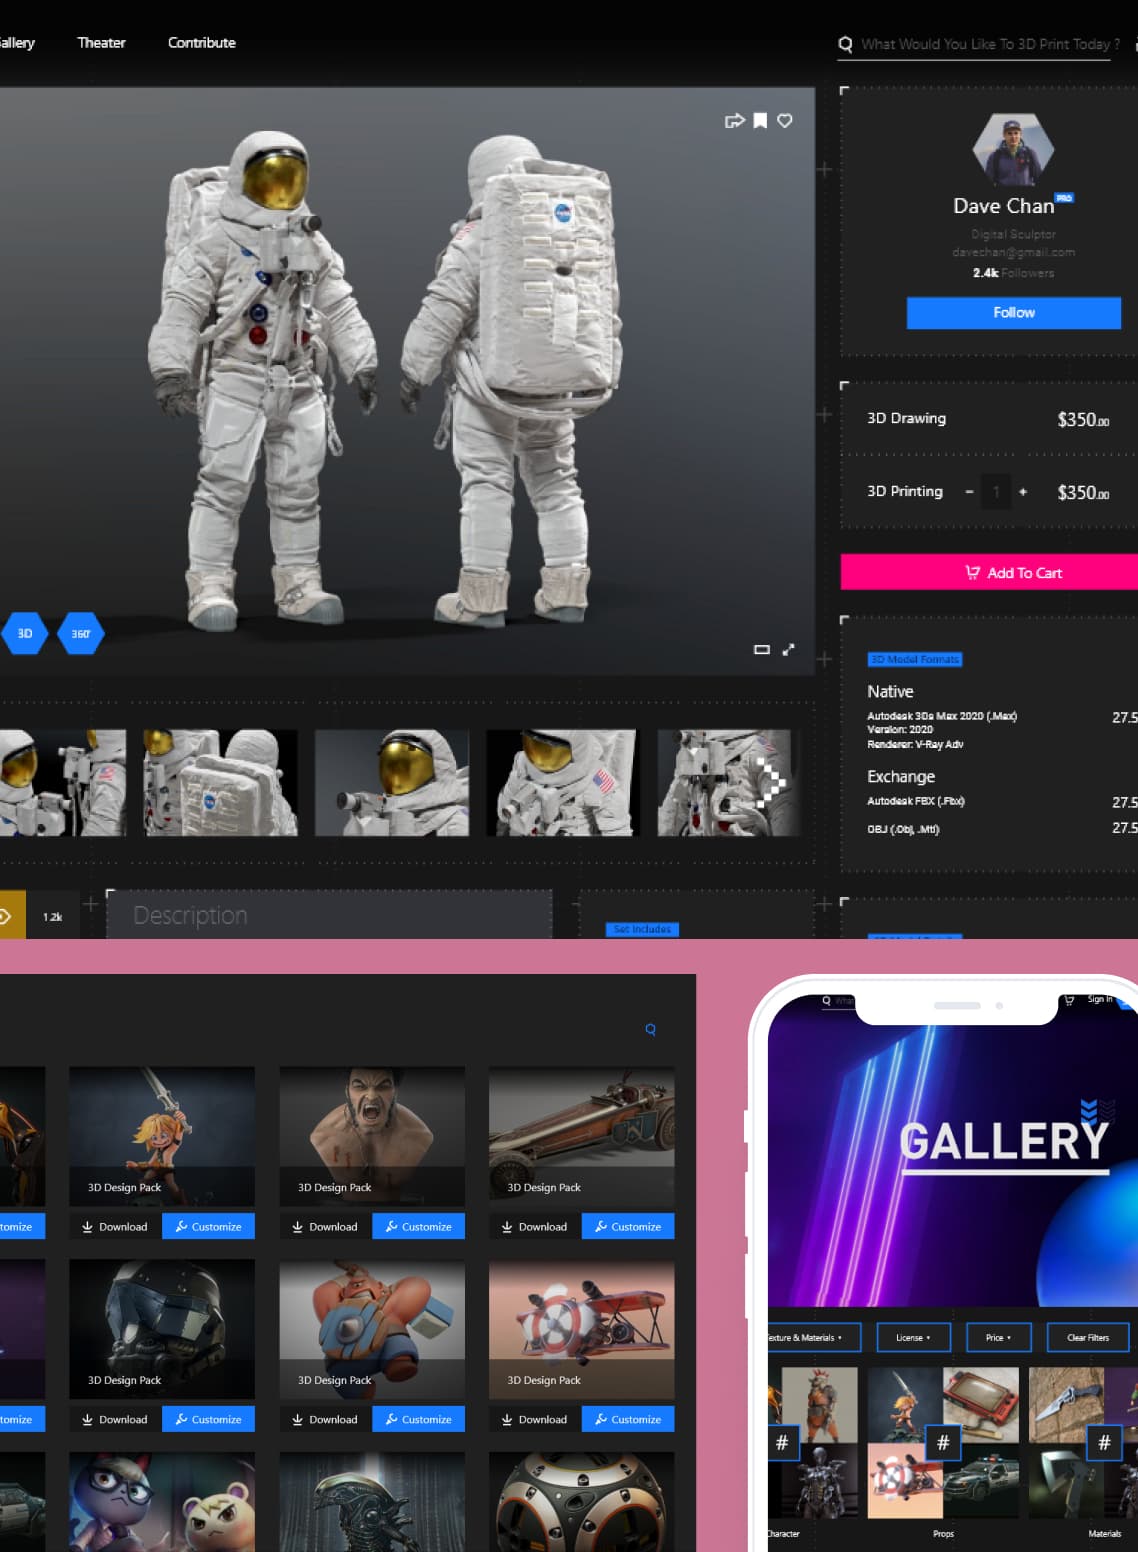 allery
Theater
Contribute
What Would You Like To 3D Print Today ?
Dave Chan
PRO
Digital Sculptor
davechan@gmail.com
2.4k Followers
Follow
3D Drawing
$350.00
3D Printing
- 1 +
$350.00
Add To Cart
3D
360°
3D Model Formats
Native
Autodesk 3Ds Max 2020 (.Max)
27.5
Version: 2020
Renderer: V-Ray Adv
Exchange
Autodesk FBX (.Fbx)
27.5
OBJ (.Obj, .Mtl)
27.5
1.2k
Description
Set Includes
3D Design Pack
3D Design Pack
3D Design Pack
tomize
Download
Customize
Download
Customize
Download
Customize
3D Design Pack
3D Design Pack
3D Design Pack
tomize
Download
Customize
Download
Customize
Download
Customize
What
Sign In
GALLERY
exture & Materials
License
Price
Clear Filters
#
#
#
haracter
Props
Materials